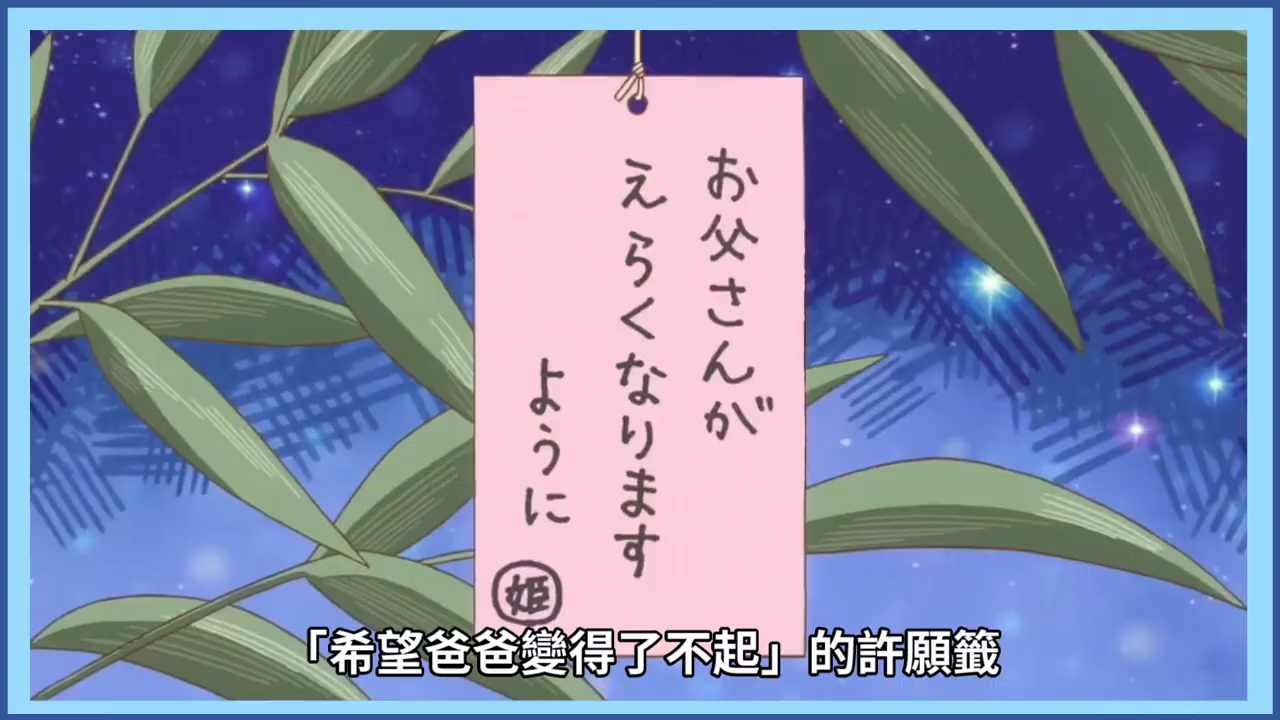 お父さんが
えらくなります
ように
姫
「希望爸爸變得了不起」的許願籤